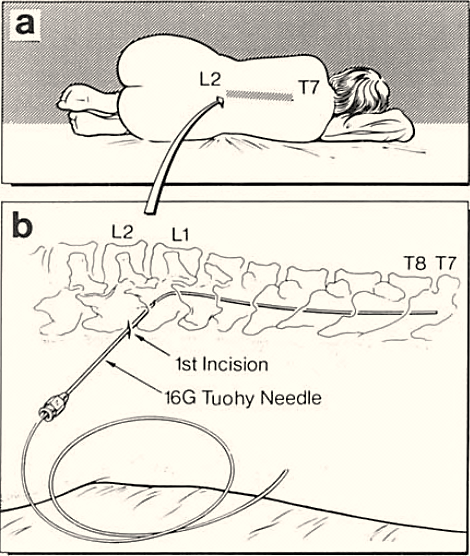 a
L2
T7
b
L2 L1
T8 T7
1st Incision
16G Tuohy Needle